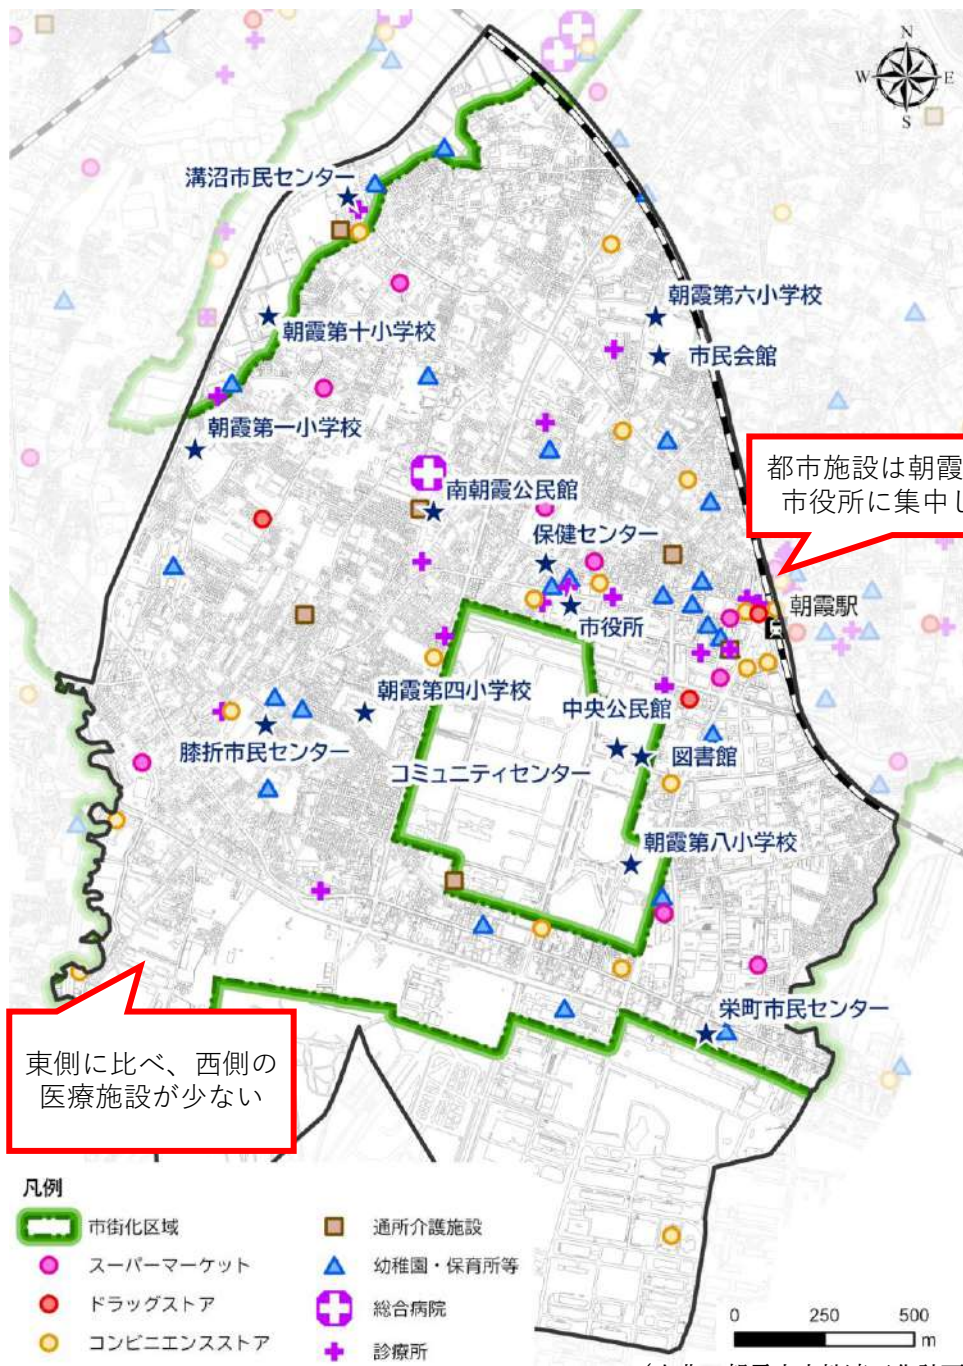 N
W E
S
溝沼市民センター
朝霞第六小学校
朝霞第十小学校
市民会館
朝霞第一小学校
都市施設は朝霞
市役所に集中し
南朝霞公民館
保健センター
朝霞駅
市役所
朝霞第四小学校
中央公民館
膝折市民センター
図書館
コミュニティセンター
朝霞第八小学校
栄町市民センター
東側に比べ、西側の
医療施設が少ない
凡例
市街化区域
スーパーマーケット
ドラッグストア
コンビニエンスストア
通所介護施設
幼稚園・保育所等
総合病院
診療所
0 250 500
m